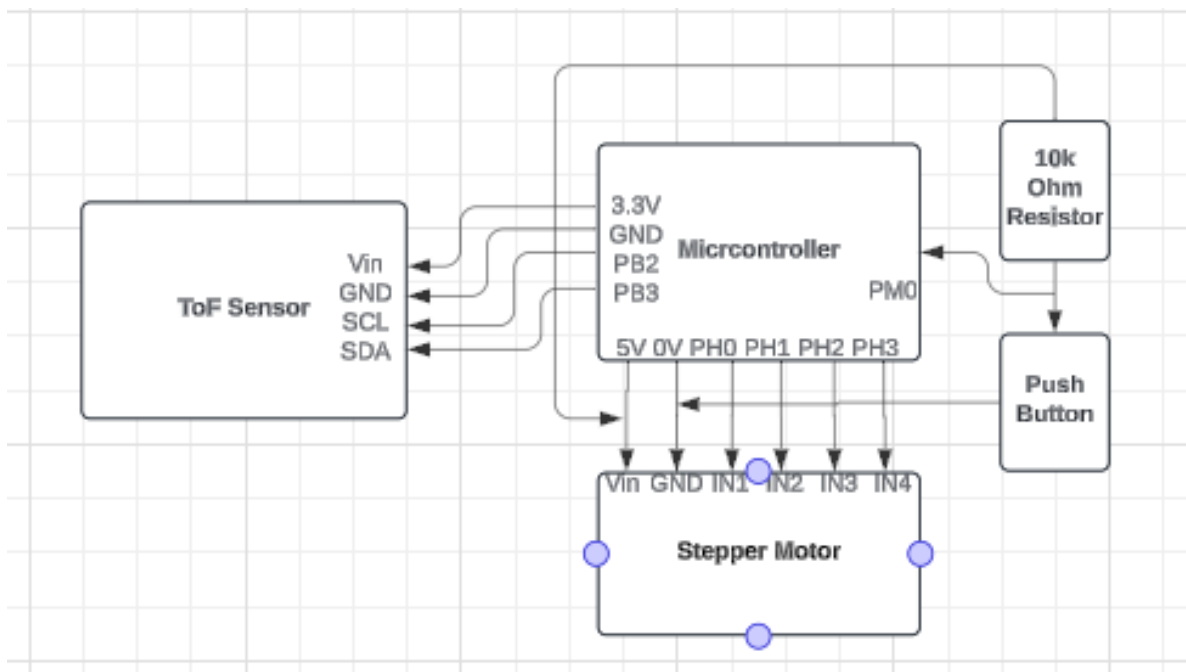 10k
Ohm
Resistor
3.3V
GND
PB2
PB3
Micrcontroller
PM0
5V 0V PH0 PH1 PH2 PH3
Vin
GND
SCL
SDA
ToF Sensor
Push
Button
Vin GND IN1 IN2 IN3 IN4
Stepper Motor